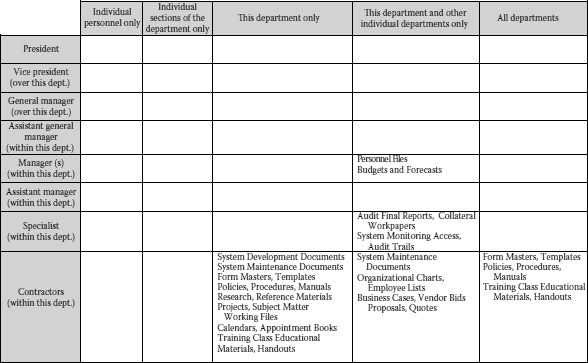 Individual
personnel only
Individual
sections of the
department only
This department only
This department and other
individual departments only
All departments
President
Vice president
(over this dept.)
General manager
(over this dept.)
Assistant general
manager
(within this dept.)
Manager (s)
(within this dept.)
Personnel Files
Budgets and Forecasts
Assistant manager
(within this dept.)
Specialist
(within this dept.)
Audit Final Reports, Collateral
Workpapers
System Monitoring Access,
Audit Trails
Contractors
(within this dept.)
System Development Documents
System Maintenance Documents
Form Masters, Templates
Policies, Procedures, Manuals
Research, Reference Materials
Projects, Subject Matter
Working Files
Calendars, Appointment Books
Training Class Educational
Materials, Handouts
System Maintenance
Documents
Organizational Charts,
Employee Lists
Business Cases, Vendor Bids
Proposals, Quotes
Form Masters, Templates
Policies, Procedures,
Manuals
Training Class Educational
Materials, Handouts